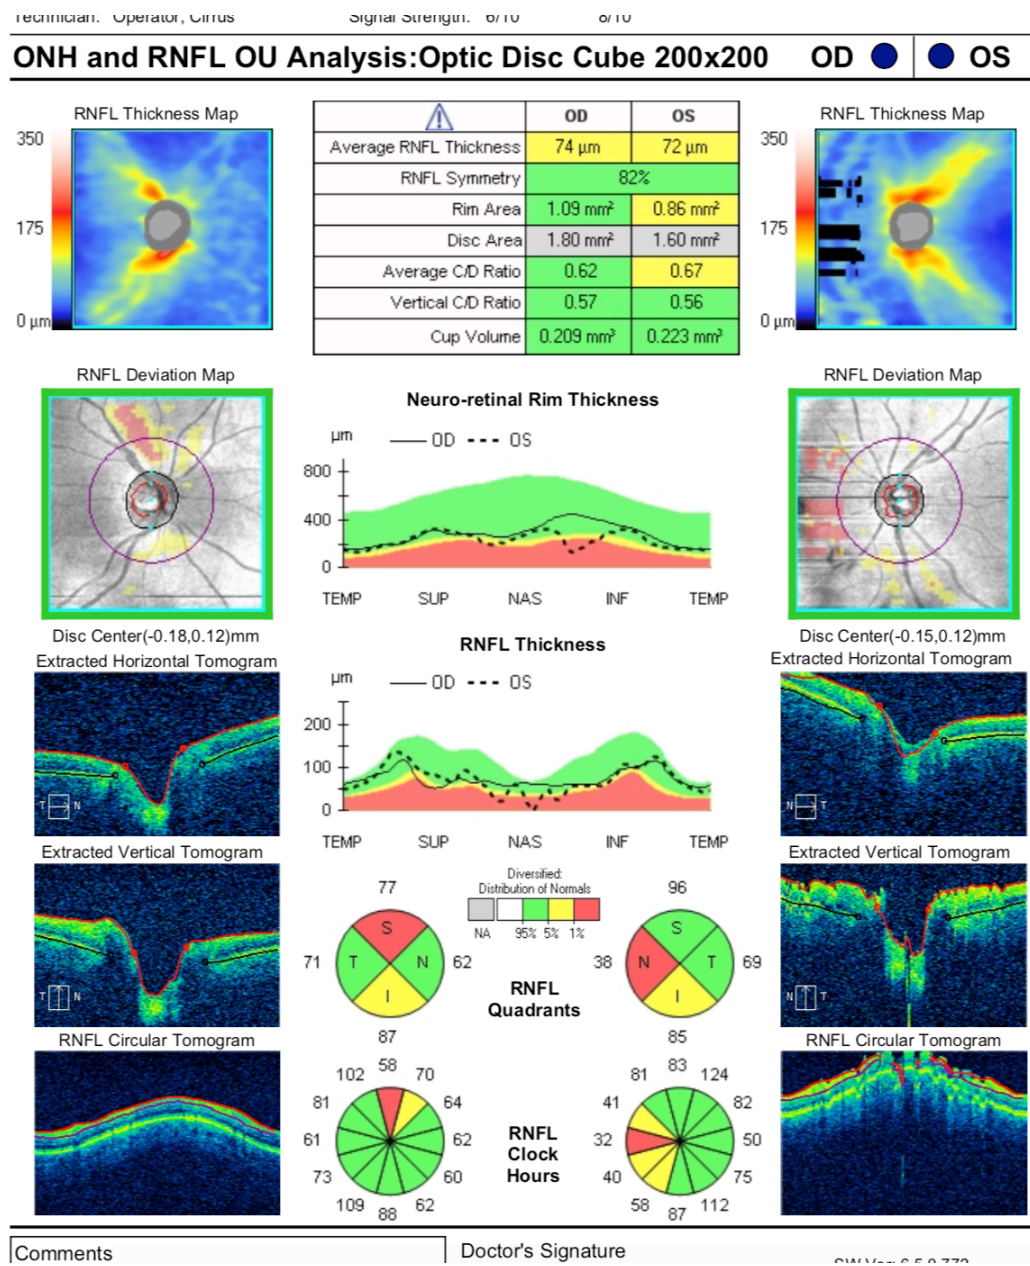 Technician: Operator, Cirrus Signal Strength: 6/10 8/10
ONH and RNFL OU Analysis:Optic Disc Cube 200x200 OD OS
RNFL Thickness Map
350
175
0 µm
OD OS
Average RNFL Thickness 74 µm 72 µm
RNFL Symmetry 82%
Rim Area 1.09 mm² 0.86 mm²
Disc Area 1.80 mm² 1.60 mm²
Average C/D Ratio 0.62 0.67
Vertical C/D Ratio 0.57 0.56
Cup Volume 0.209 mm³ 0.223 mm³
RNFL Thickness Map
350
175
0 µm
RNFL Deviation Map
Disc Center(-0.18,0.12)mm
Neuro-retinal Rim Thickness
µm OD OS
800
400
0
TEMP SUP NAS INF TEMP
RNFL Deviation Map
Disc Center(-0.15,0.12)mm
Extracted Horizontal Tomogram
T N
RNFL Thickness
µm OD OS
200
100
0
TEMP SUP NAS INF TEMP
Extracted Horizontal Tomogram
N T
Extracted Vertical Tomogram
T N
Diversified:
Distribution of Normals
NA 95% 5% 1%
77
S
71 T N 62
I
87
RNFL
Quadrants
96
S
38 N T 69
I
85
Extracted Vertical Tomogram
N T
RNFL Circular Tomogram
58
102 70
81 64
61 62
73 60
109 62
88
RNFL
Clock
Hours
83
81 124
41 82
32 50
40 75
58 112
87
RNFL Circular Tomogram
Comments
Doctor's Signature
SW Ver: 6.5.0.772